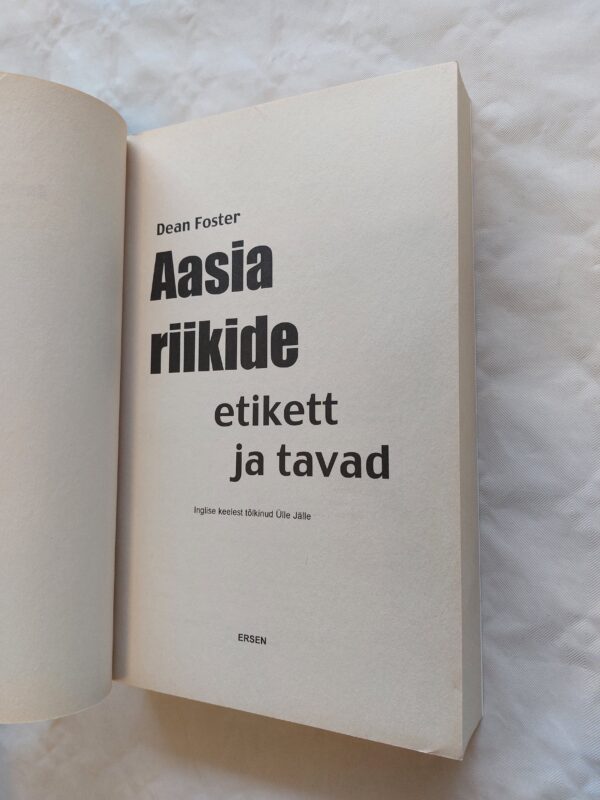 Dean Foster
Aasia
riikide
etikett
ja tavad
Inglise keelest tõlkinud Ülle Jälle
ERSEN